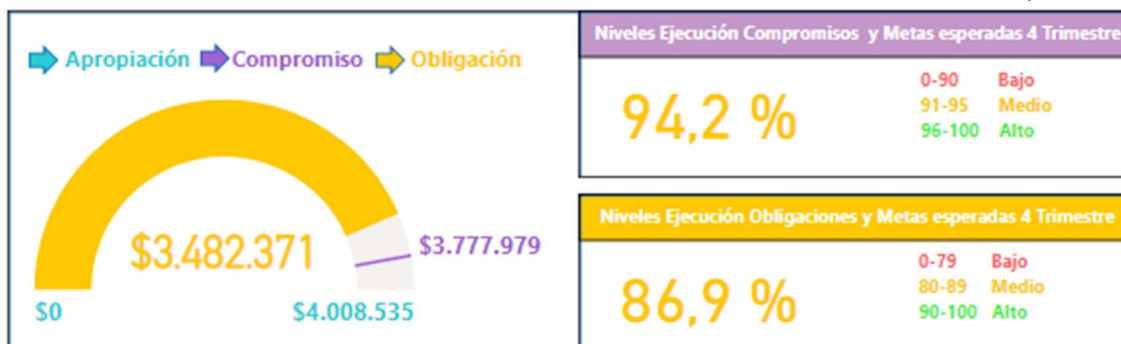 Apropiación Compromiso Obligación
$3.482.371
$3.777.979
$0
$4.008.535
Niveles Ejecución Compromisos y Metas esperadas 4 Trimestre
94,2 %
0-90 Bajo
91-95 Medio
96-100 Alto
Niveles Ejecución Obligaciones y Metas esperadas 4 Trimestre
86,9 %
0-79 Bajo
80-89 Medio
90-100 Alto